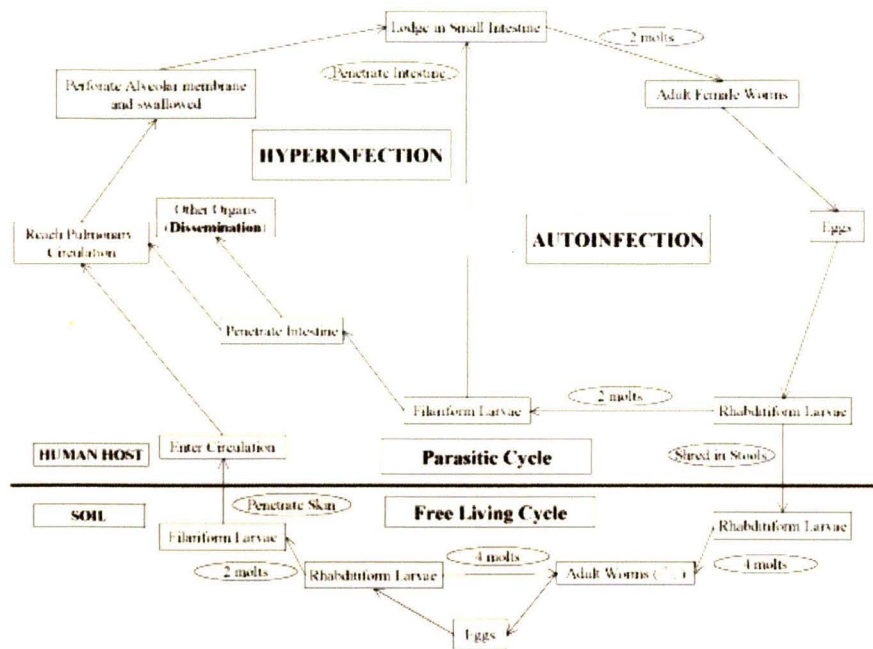 Lodge in Small Intestine
2 molts
Penetrate Intestine
Perforate Alveolar membrane
and swallowed
Adult Female Worms
HYPERINFECTION
Other Organs
(Dissemination)
Reach Pulmonary
Circulation
AUTOINFECTION
Eggs
Penetrate Intestine
Filariform Larvae
2 molts
Rhabditiform Larvae
HUMAN HOST
Enter Circulation
Parasitic Cycle
Shred in Stools
SOIL
Penetrate Skin
Free Living Cycle
Rhabditiform Larvae
Filariform Larvae
2 molts
Rhabditiform Larvae
4 molts
Adult Worms
4 molts
Eggs